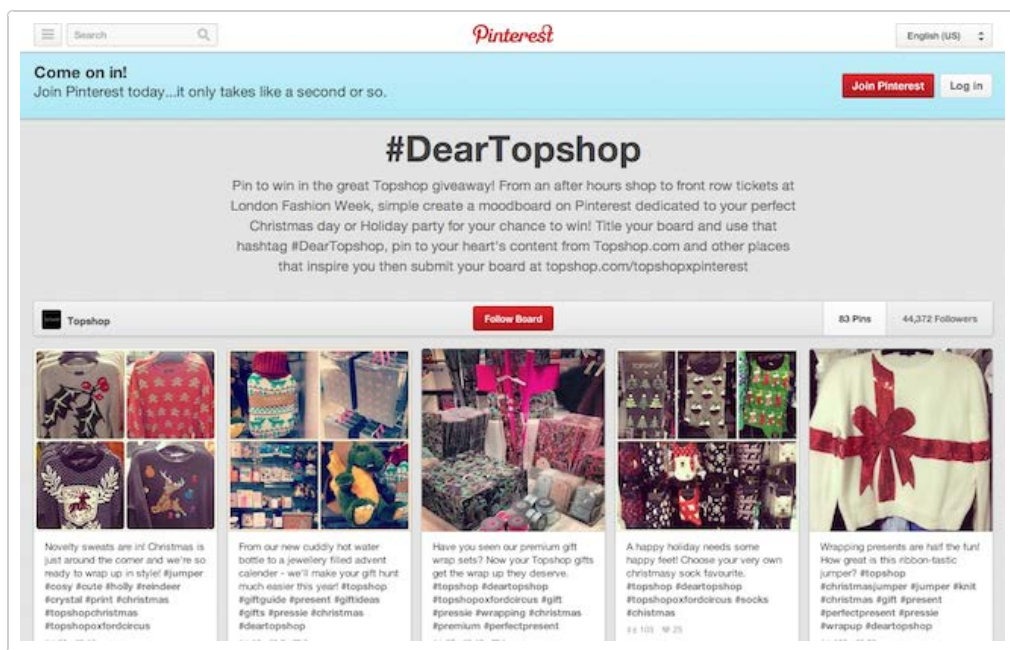 Search
Pinterest
English (US)
Come on in!
Join Pinterest today...it only takes like a second or so.
Join Pinterest
Log in
#DearTopshop
Pin to win in the great Topshop giveaway! From an after hours shop to front row tickets at
London Fashion Week, simple create a moodboard on Pinterest dedicated to your perfect
Christmas day or Holiday party for your chance to win! Title your board and use that
hashtag #DearTopshop, pin to your heart's content from Topshop.com and other places
that inspire you then submit your board at topshop.com/topshopxpinterest
Topshop
Follow Board
83 Pins
44,372 Followers
Novelty sweats are in! Christmas is
just around the corner and we're so
ready to wrap up in style! #jumper
#cosy #cute #holly #reindeer
#crystal #print #christmas
#topshopchristmas
#topshopoxfordcircus
From our new cuddly hot water
bottle to a jewellery filled advent
calender - we'll make your gift hunt
much easier this year! #topshop
#giftguide #present #giftideas
#gifts #pressie #christmas
#deartopshop
Have you seen our premium gift
wrap sets? Now your Topshop gifts
get the wrap up they deserve.
#topshop #deartopshop
#topshopoxfordcircus #gift
#pressie #wrapping #christmas
#premium #perfectpresent
A happy holiday needs some
happy feet! Choose your very own
christmasy sock favourite.
#topshop #deartopshop
#topshopoxfordcircus #socks
#chistmas
103 25
Wrapping presents are half the fun!
How great is this ribbon-tastic
jumper? #topshop
#christmasjumper #jumper #knit
#christmas #gift #present
#perfectpresent #pressie
#wrapup #deartopshop